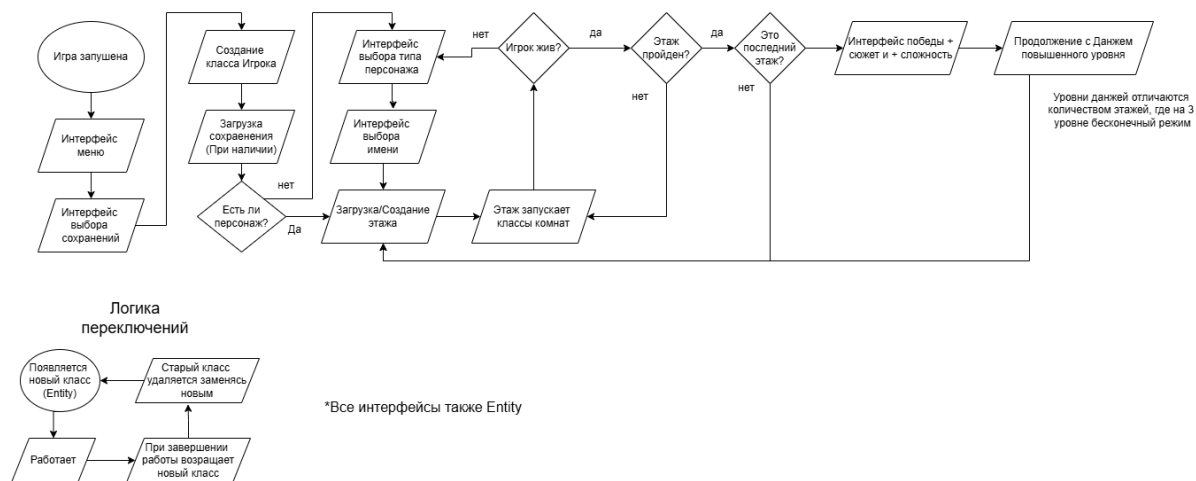 Игра запущена
Интерфейс
меню
Интерфейс
выбора
сохранений
Создание
класса Игрока
Загрузка
сохраенения
(При наличии)
Есть ли
персонаж?
нет
Да
Интерфейс
выбора типа
персонажа
Интерфейс
выбора
имени
Загрузка/Создание
этажа
нет
Игрок жив?
да
Этаж запускает
классы комнат
Этаж
пройден?
да
нет
Это
последний
этаж?
нет
Интерфейс победы +
сюжет и + сложность
Продолжение с Данжем
повышенного уровня
Уровни данжей отличаются
количеством этажей, где на 3
уровне бесконечный режим
Логика
переключений
Появляется
новый класс
(Entity)
Старый класс
удаляется заменясь
новым
Работает
При завершении
работы возращает
новый класс
*Все интерфейсы также Entity